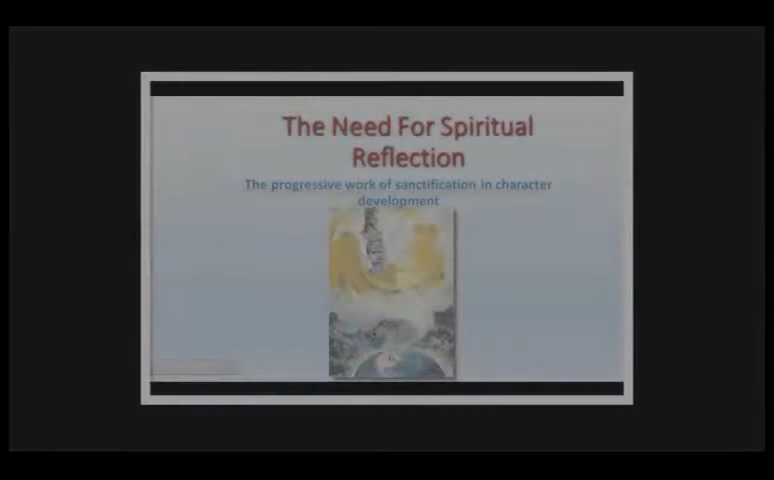 The Need For Spiritual
Reflection
The progressive work of sanctification in character
development